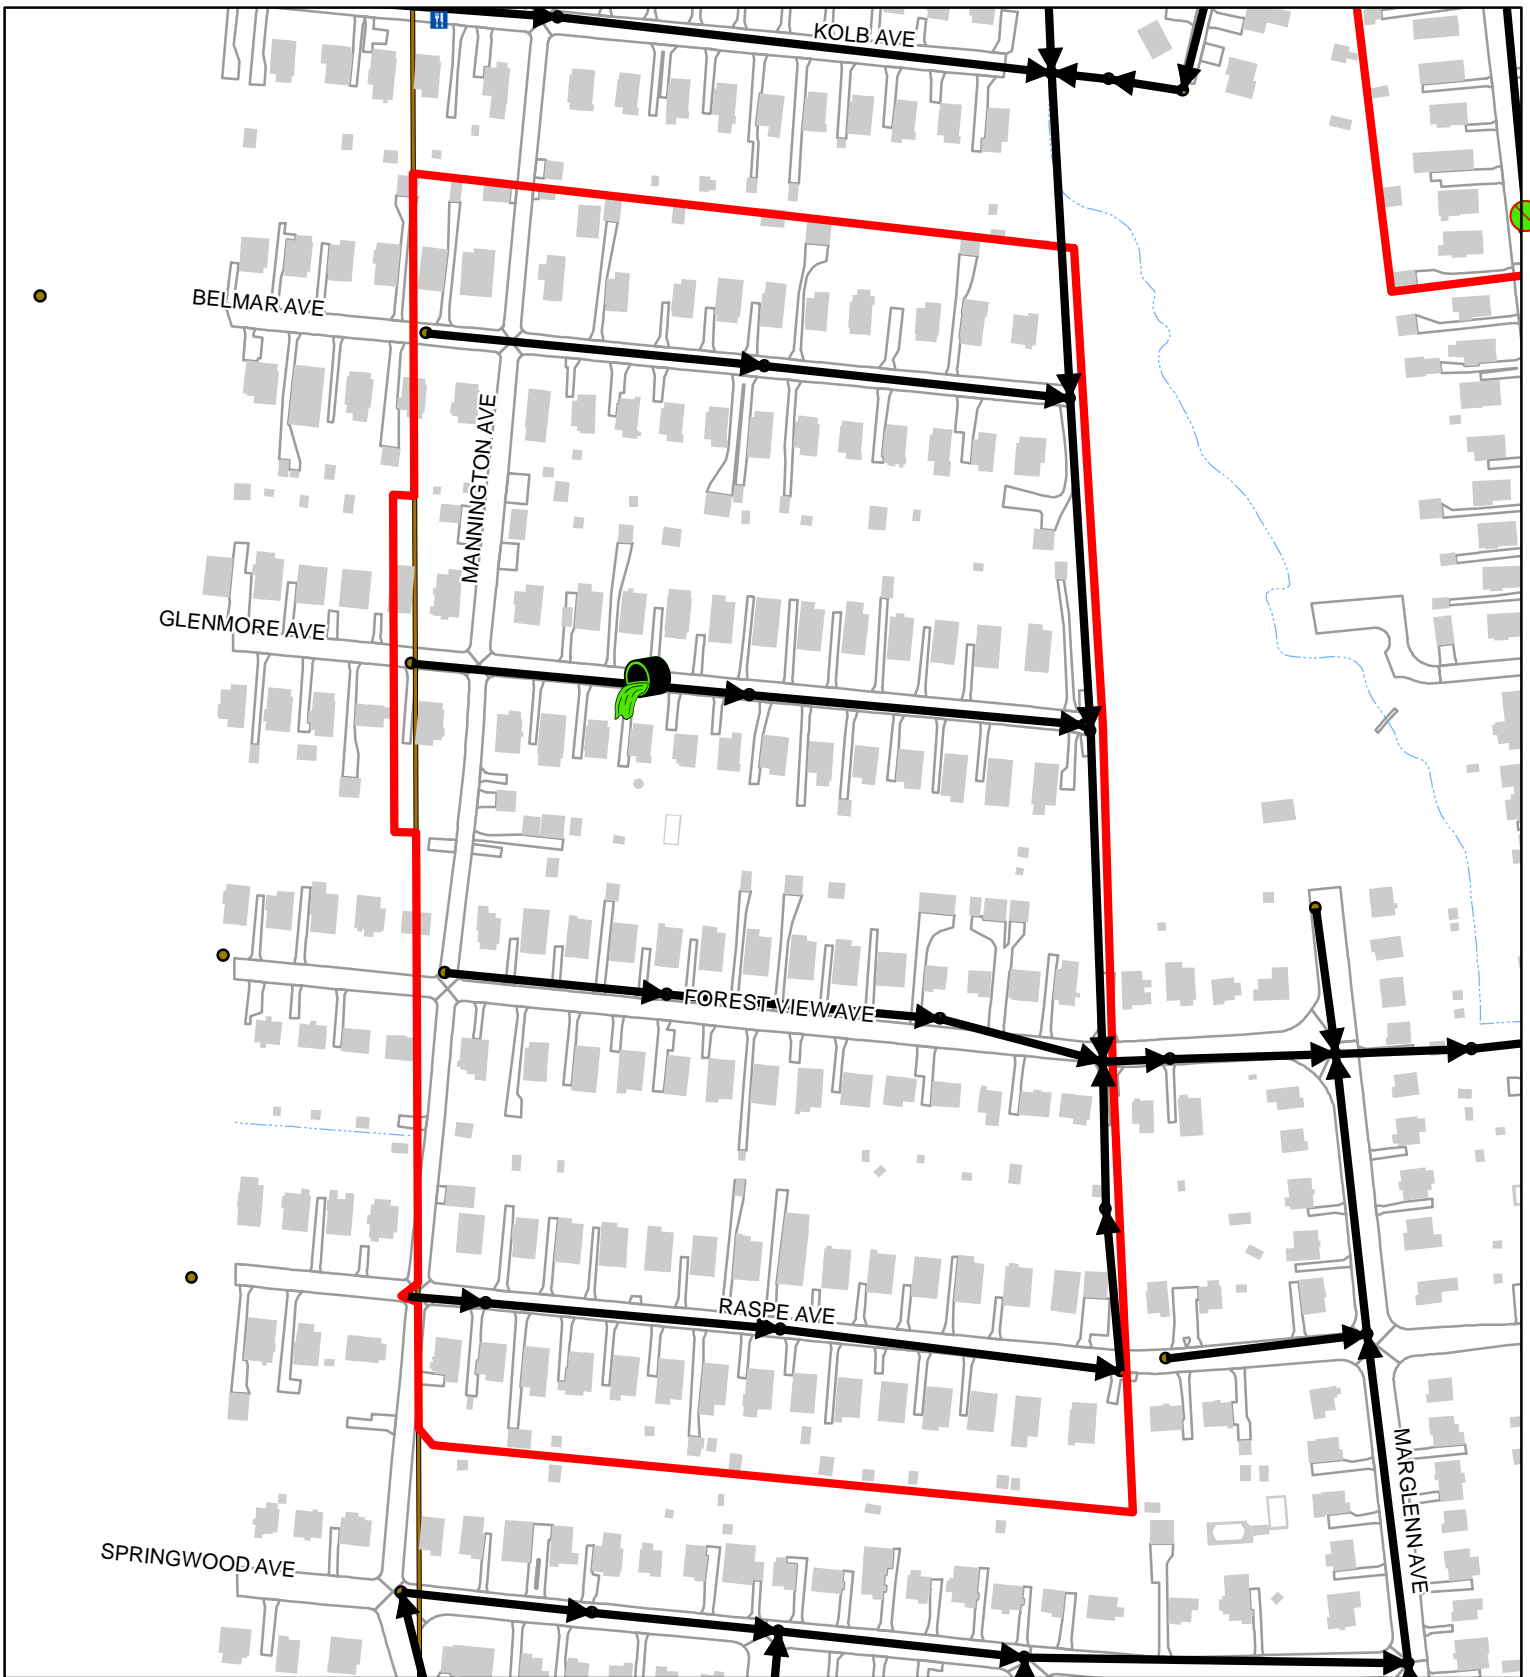 KOLB AVE
BELMAR AVE
MANNINGTON AVE
GLENMORE AVE
FOREST VIEW AVE
RASPE AVE
MARGLENN AVE
SPRINGWOOD AVE